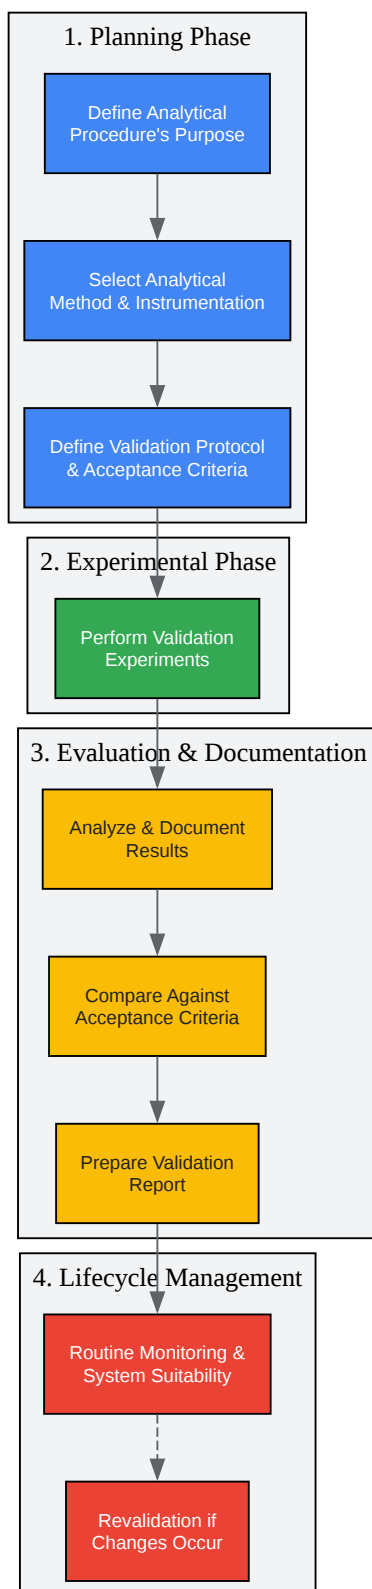 1. Planning Phase
Define Analytical
Procedure's Purpose
Select Analytical
Method & Instrumentation
Define Validation Protocol
& Acceptance Criteria
2. Experimental Phase
Perform Validation
Experiments
3. Evaluation & Documentation
Analyze & Document
Results
Compare Against
Acceptance Criteria
Prepare Validation
Report
4. Lifecycle Management
Routine Monitoring &
System Suitability
Revalidation if
Changes Occur